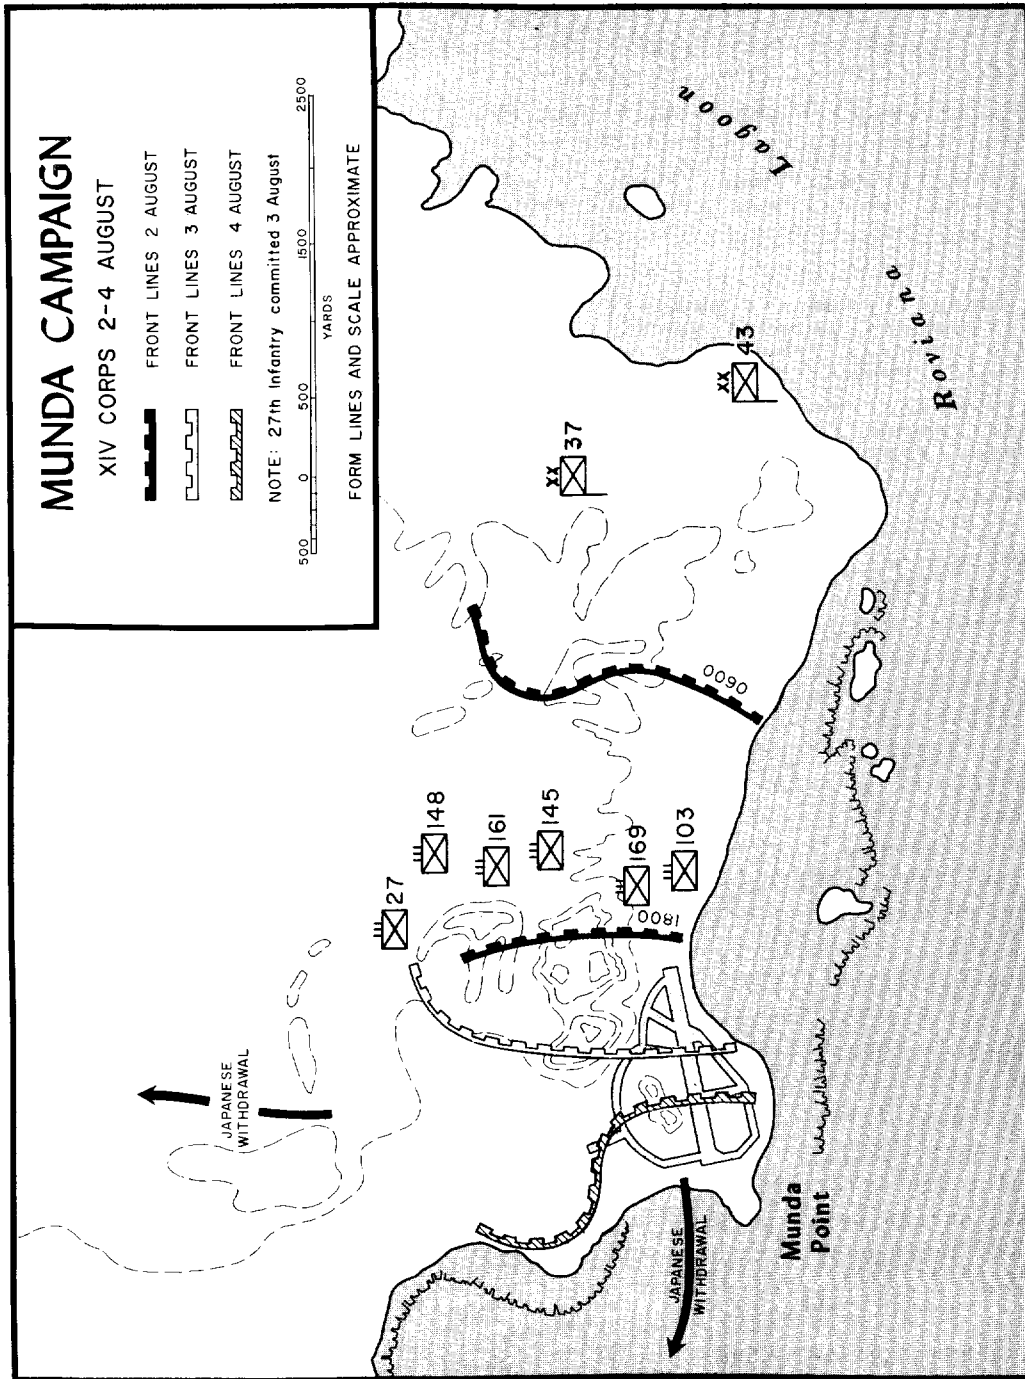 MUNDA CAMPAIGN
XIV CORPS 2-4 AUGUST
FRONT LINES 2 AUGUST
FRONT LINES 3 AUGUST
FRONT LINES 4 AUGUST
NOTE: 27th Infantry committed 3 August
500 0 500 1500 2500
YARDS
FORM LINES AND SCALE APPROXIMATE
JAPANESE
WITHDRAWAL
27
148
161
145
169
103
1800
0600
XX
37
XX
43
Roviana
Lagoon
Munda
Point
JAPANESE
WITHDRAWAL